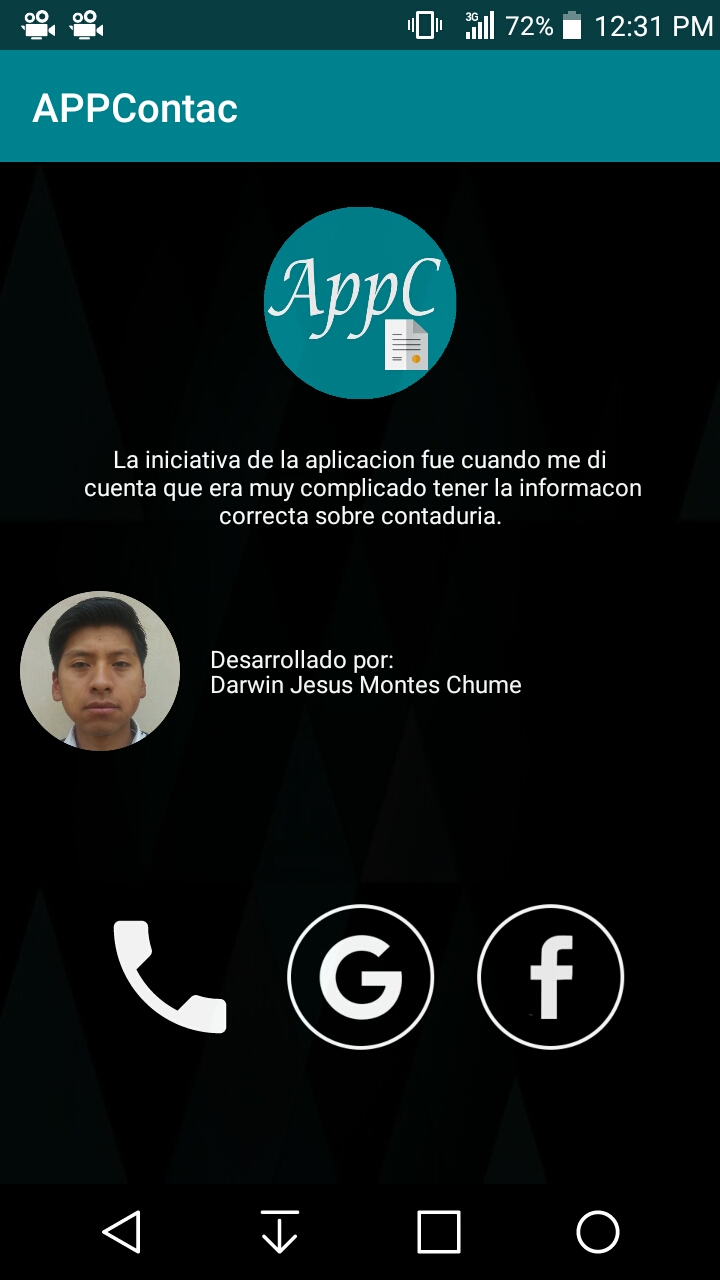 3G 72% 12:31 PM
APPContac
AppC
La iniciativa de la aplicacion fue cuando me di
cuenta que era muy complicado tener la informacon
correcta sobre contaduria.
Desarrollado por:
Darwin Jesus Montes Chume
G f